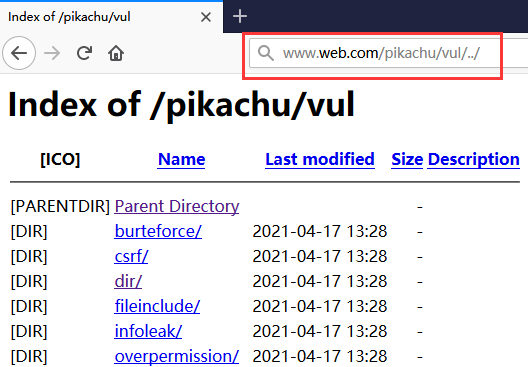 Index of /pikachu/vul
www.web.com/pikachu/vul/../
Index of /pikachu/vul
[ICO] Name Last modified Size Description
[PARENTDIR] Parent Directory -
[DIR] burteforce/ 2021-04-17 13:28 -
[DIR] csrf/ 2021-04-17 13:28 -
[DIR] dir/ 2021-04-17 13:28 -
[DIR] fileinclude/ 2021-04-17 13:28 -
[DIR] infoleak/ 2021-04-17 13:28 -
[DIR] overpermission/ 2021-04-17 13:28 -